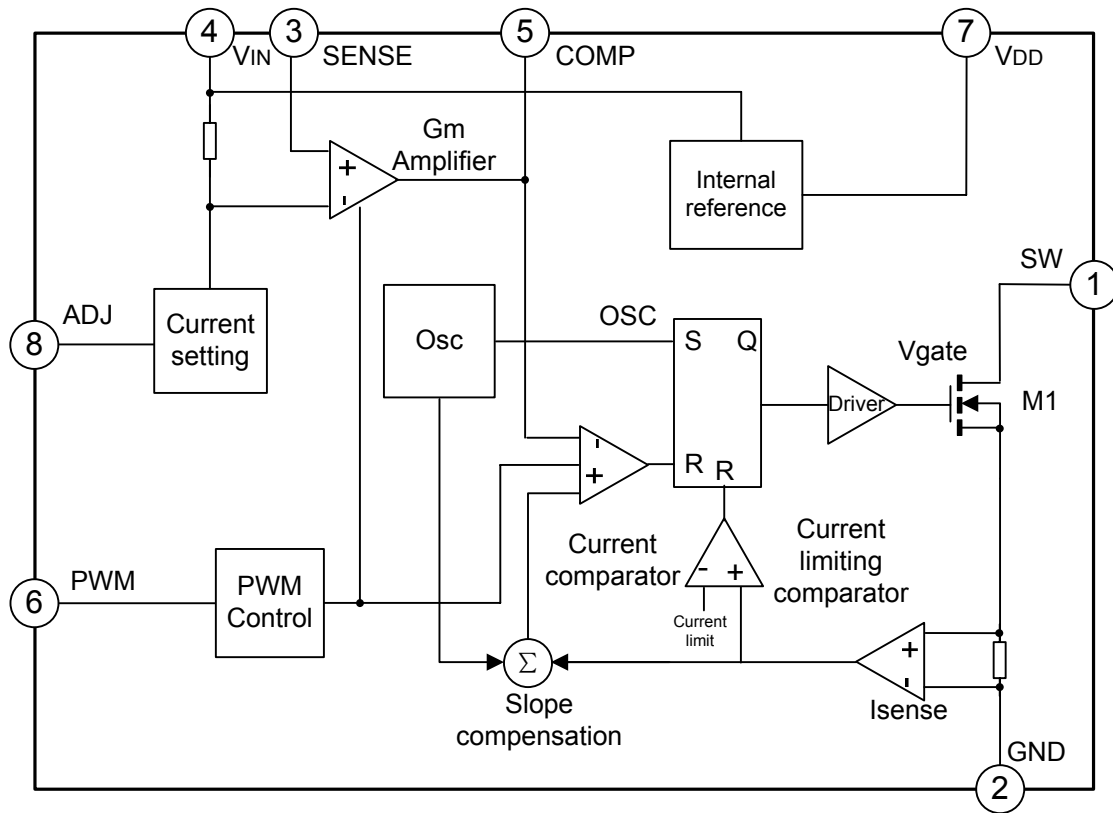 4
3
5
7
VIN
SENSE
COMP
VDD
Gm
Amplifier
+
-
Internal
reference
SW
1
ADJ
8
Current
setting
Osc
OSC
S Q
Vgate
Driver
M1
-
+
R
R
Current
comparator
-
+
Current
limiting
comparator
Current
limit
PWM
6
PWM
Control
Σ
+
-
Slope
compensation
Isense
GND
2